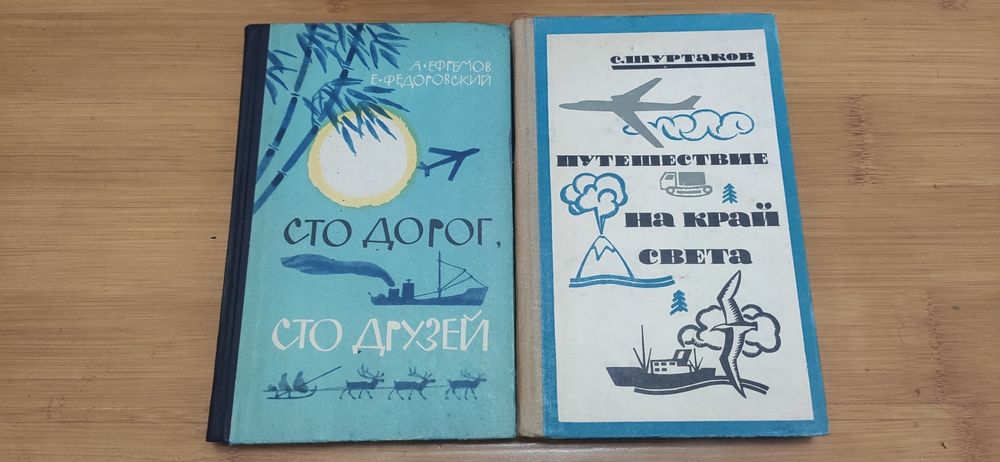 А·ЕФРЕМОВ
Е·ФЕДОРОВСКИЙ
СТО ДОРОГ,
СТО ДРУЗЕЙ
С.ШУРТАКОВ
ПУТЕШЕСТВИЕ
НА КРАЙ
СВЕТА